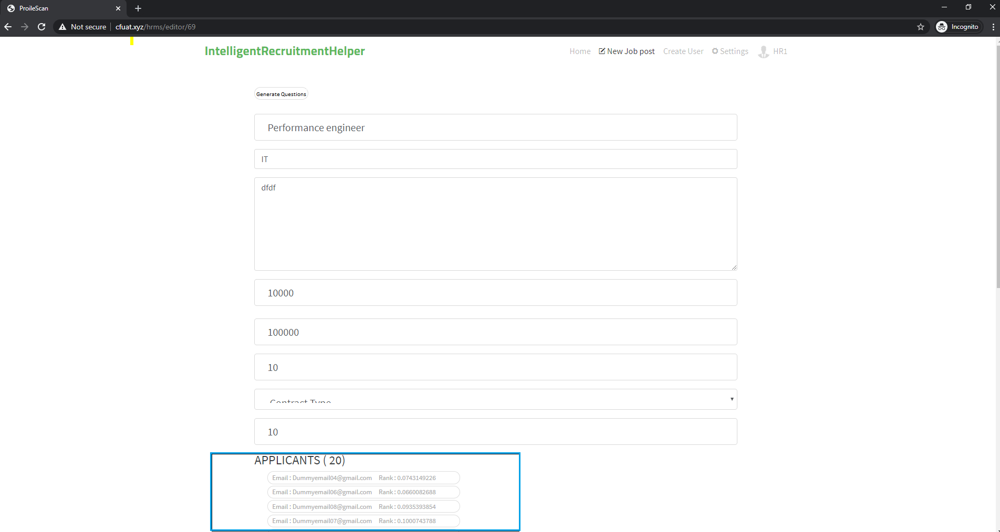 ProileScan
Not secure cfuat.xyz/hrms/editor/69
Incognito
IntelligentRecruitmentHelper
Home New Job post Create User Settings HR1
Generate Questions
Performance engineer
IT
dfdf
10000
100000
10
Contract Type
10
APPLICANTS ( 20)
Email : Dummyemail04@gmail.com Rank : 0.0743149226
Email : Dummyemail06@gmail.com Rank : 0.0660082688
Email : Dummyemail08@gmail.com Rank : 0.0935393854
Email : Dummyemail07@gmail.com Rank : 0.1000743788